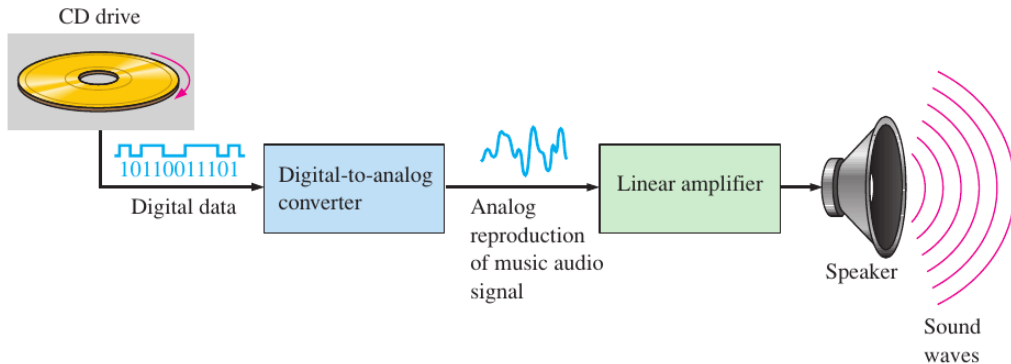 CD drive
10110011101
Digital data
Digital-to-analog
converter
Analog
reproduction
of music audio
signal
Linear amplifier
Speaker
Sound
waves